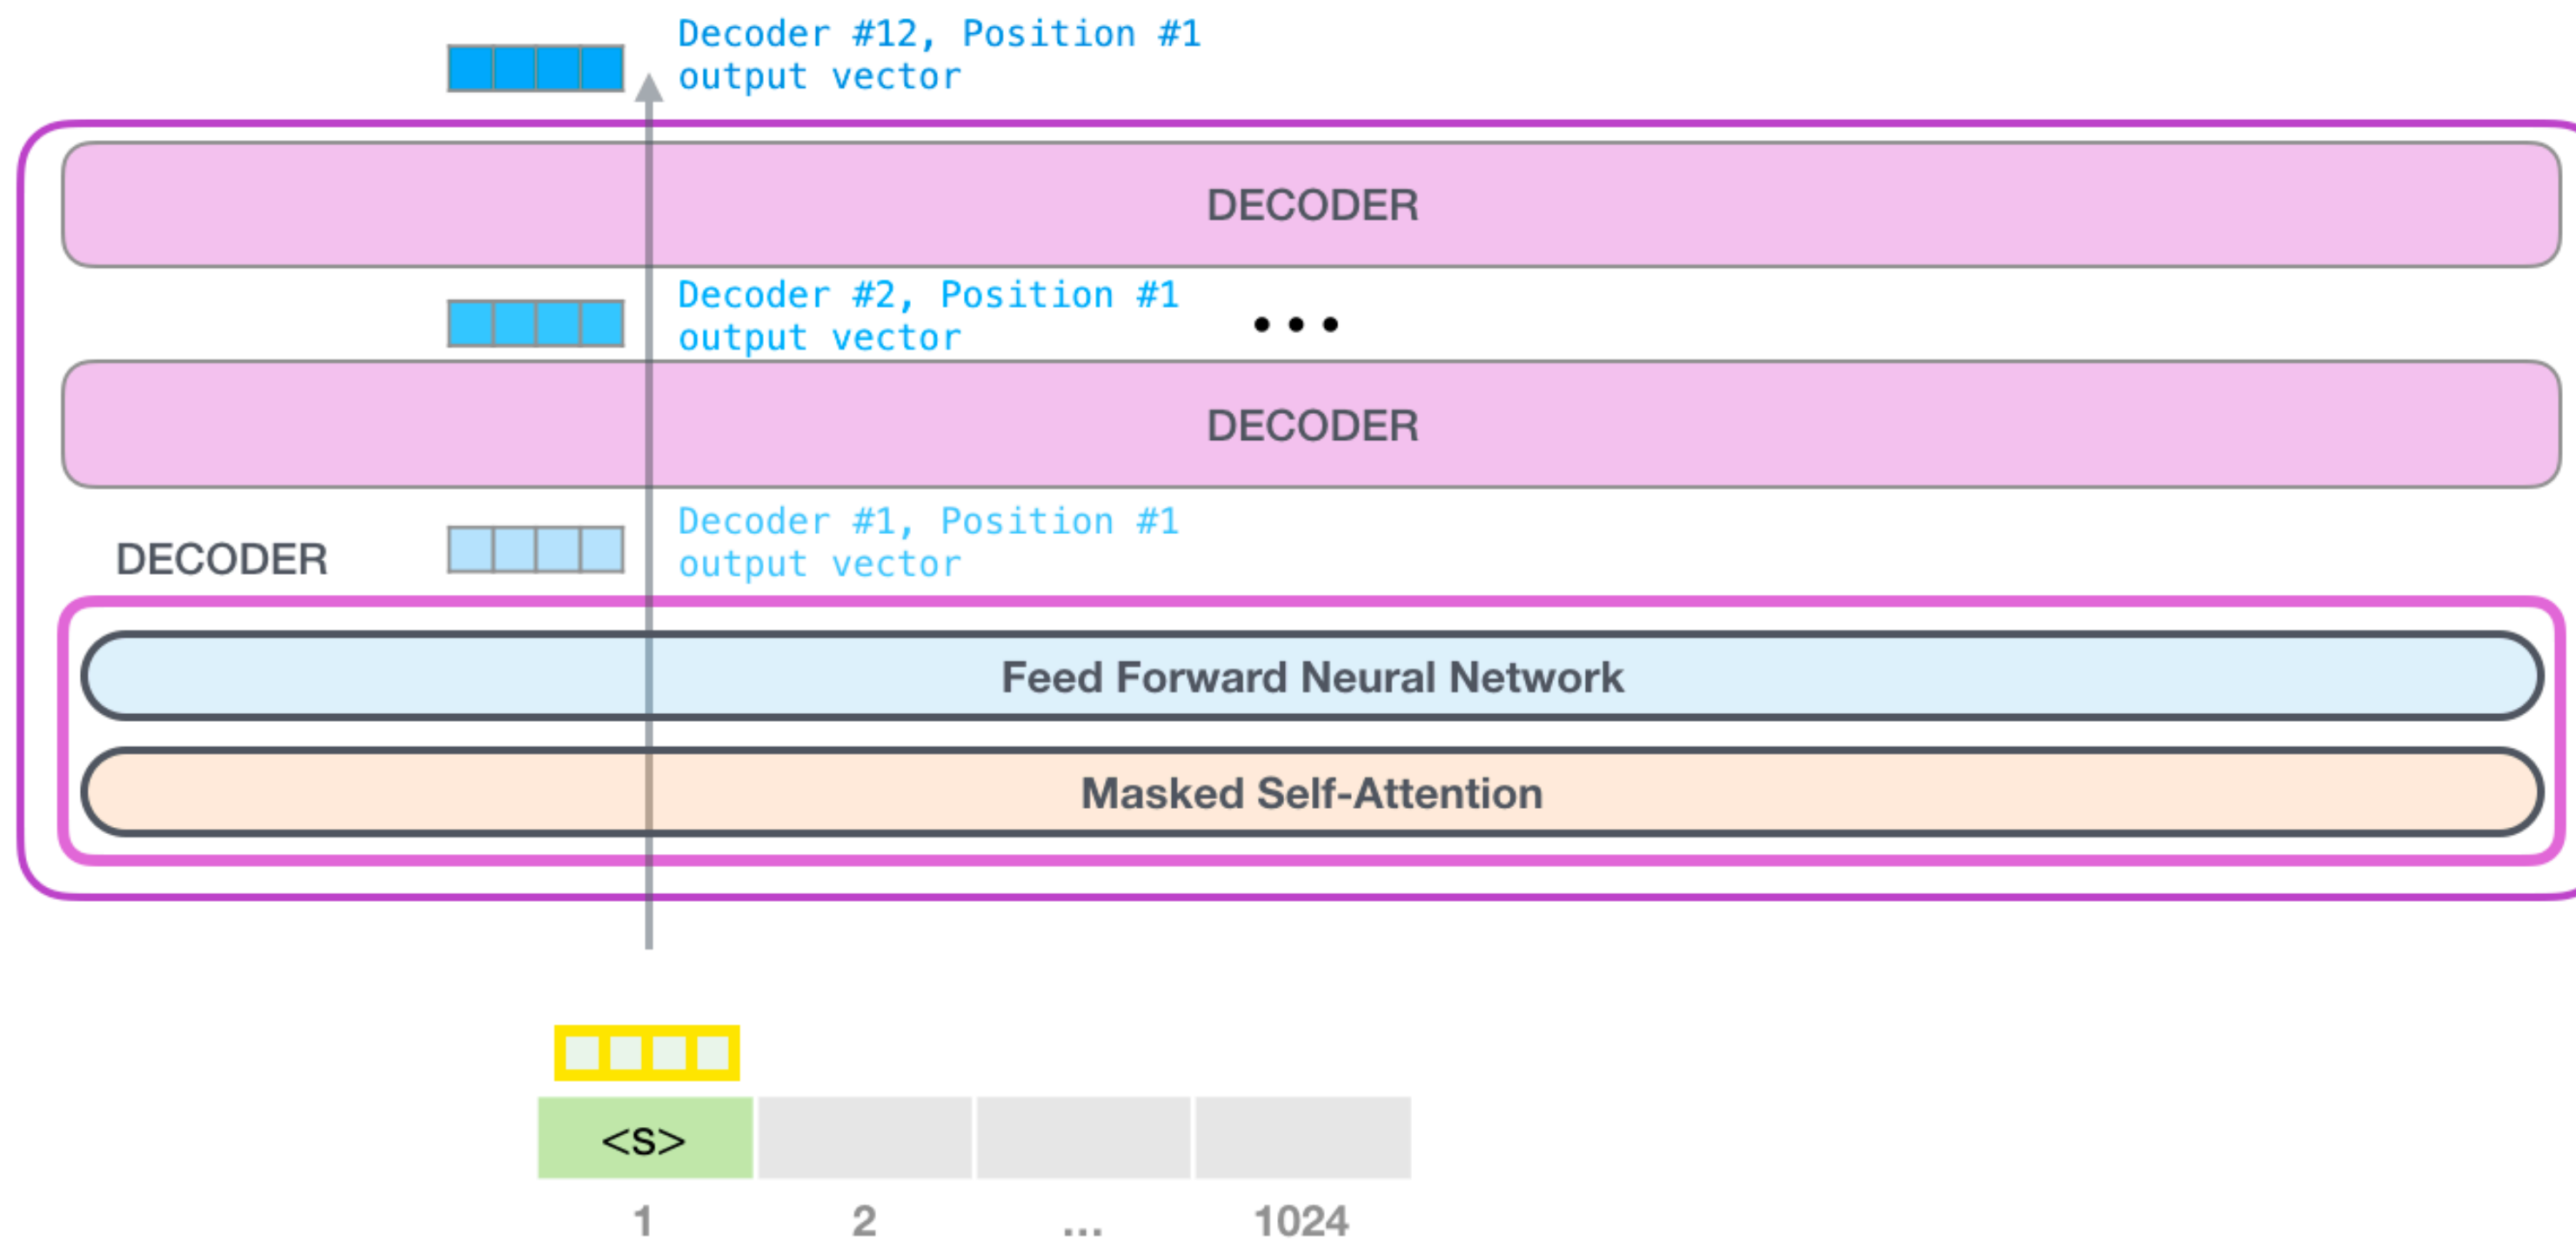 Decoder #12, Position #1
output vector
DECODER
Decoder #2, Position #1
output vector
...
DECODER
Decoder #1, Position #1
output vector
DECODER
Feed Forward Neural Network
Masked Self-Attention
<s>
1 2 ... 1024